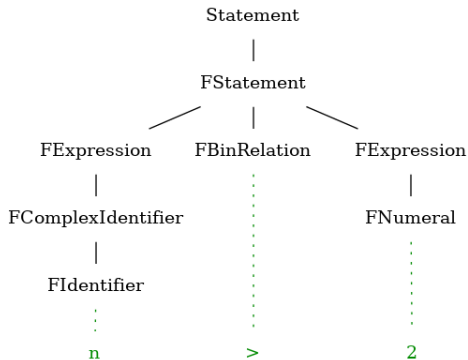 Statement
FStatement
FExpression FBinRelation FExpression
FComplexIdentifier FNumeral
FIdentifier
n > 2